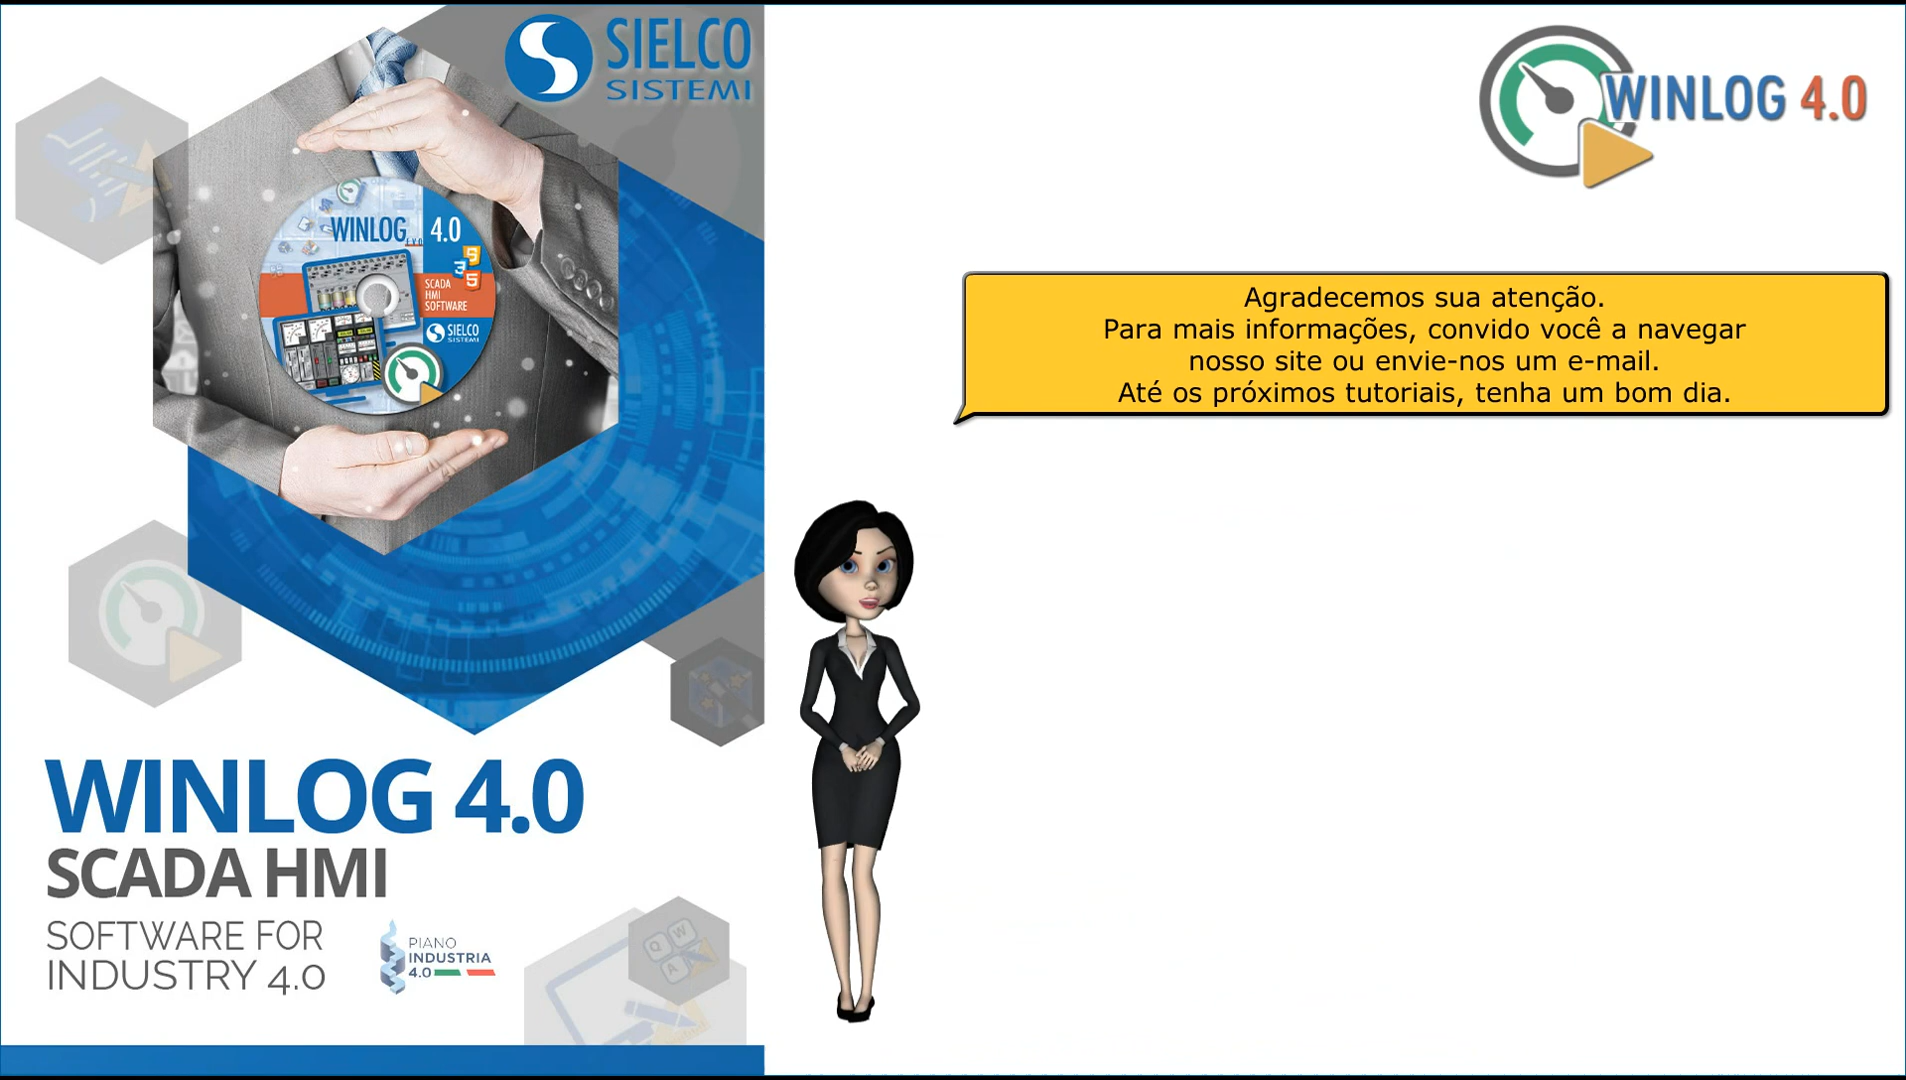 SIELCO
SISTEMI
WINLOG 4.0
WINLOG 4.0
EVO
SCADA
HMI
SOFTWARE
SIELCO
SISTEMI
Agradecemos sua atenção.
Para mais informações, convido você a navegar
nosso site ou envie-nos um e-mail.
Até os próximos tutoriais, tenha um bom dia.
WINLOG 4.0
SCADA HMI
SOFTWARE FOR
INDUSTRY 4.0
PIANO
INDUSTRIA
4.0
Q W
A